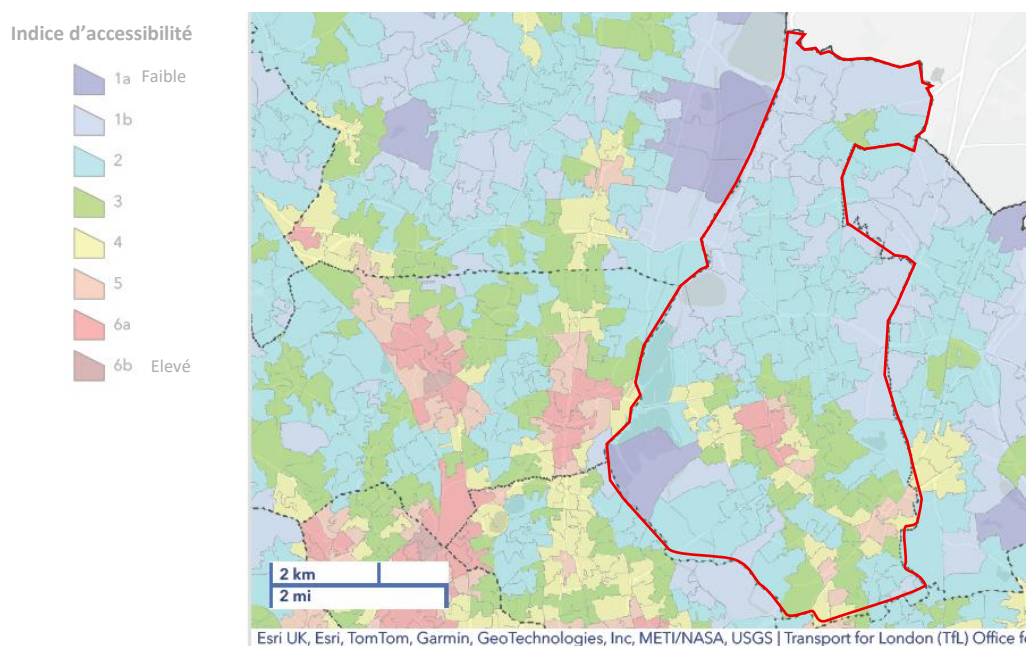 Indice d'accessibilité
1a Faible
1b
2
3
4
5
6a
6b Elevé
2 km
2 mi
Esri UK, Esri, TomTom, Garmin, GeoTechnologies, Inc, METI/NASA, USGS | Transport for London (TfL) Office fo